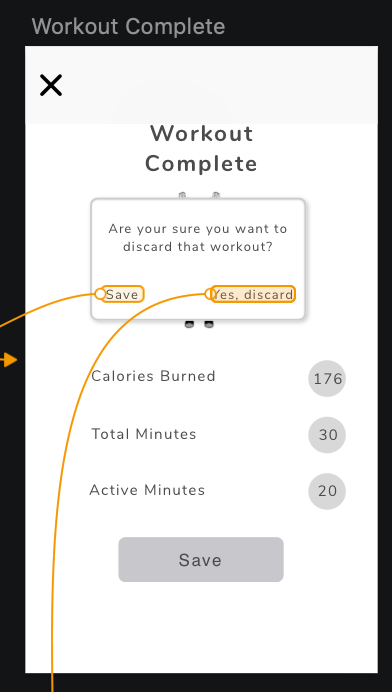 Workout Complete
Workout
Complete
Are your sure you want to
discard that workout?
Save
Yes, discard
Calories Burned
176
Total Minutes
30
Active Minutes
20
Save